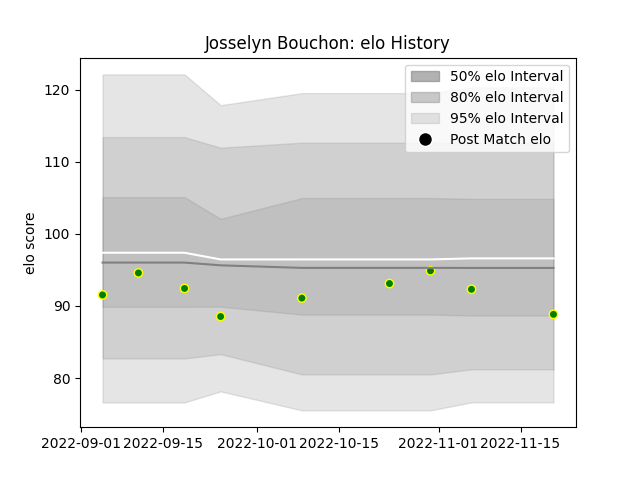 Josselyn Bouchon: elo History
50% elo Interval
80% elo Interval
95% elo Interval
Post Match elo
elo score
120
110
100
90
80
2022-09-01 2022-09-15 2022-10-01 2022-10-15 2022-11-01 2022-11-15